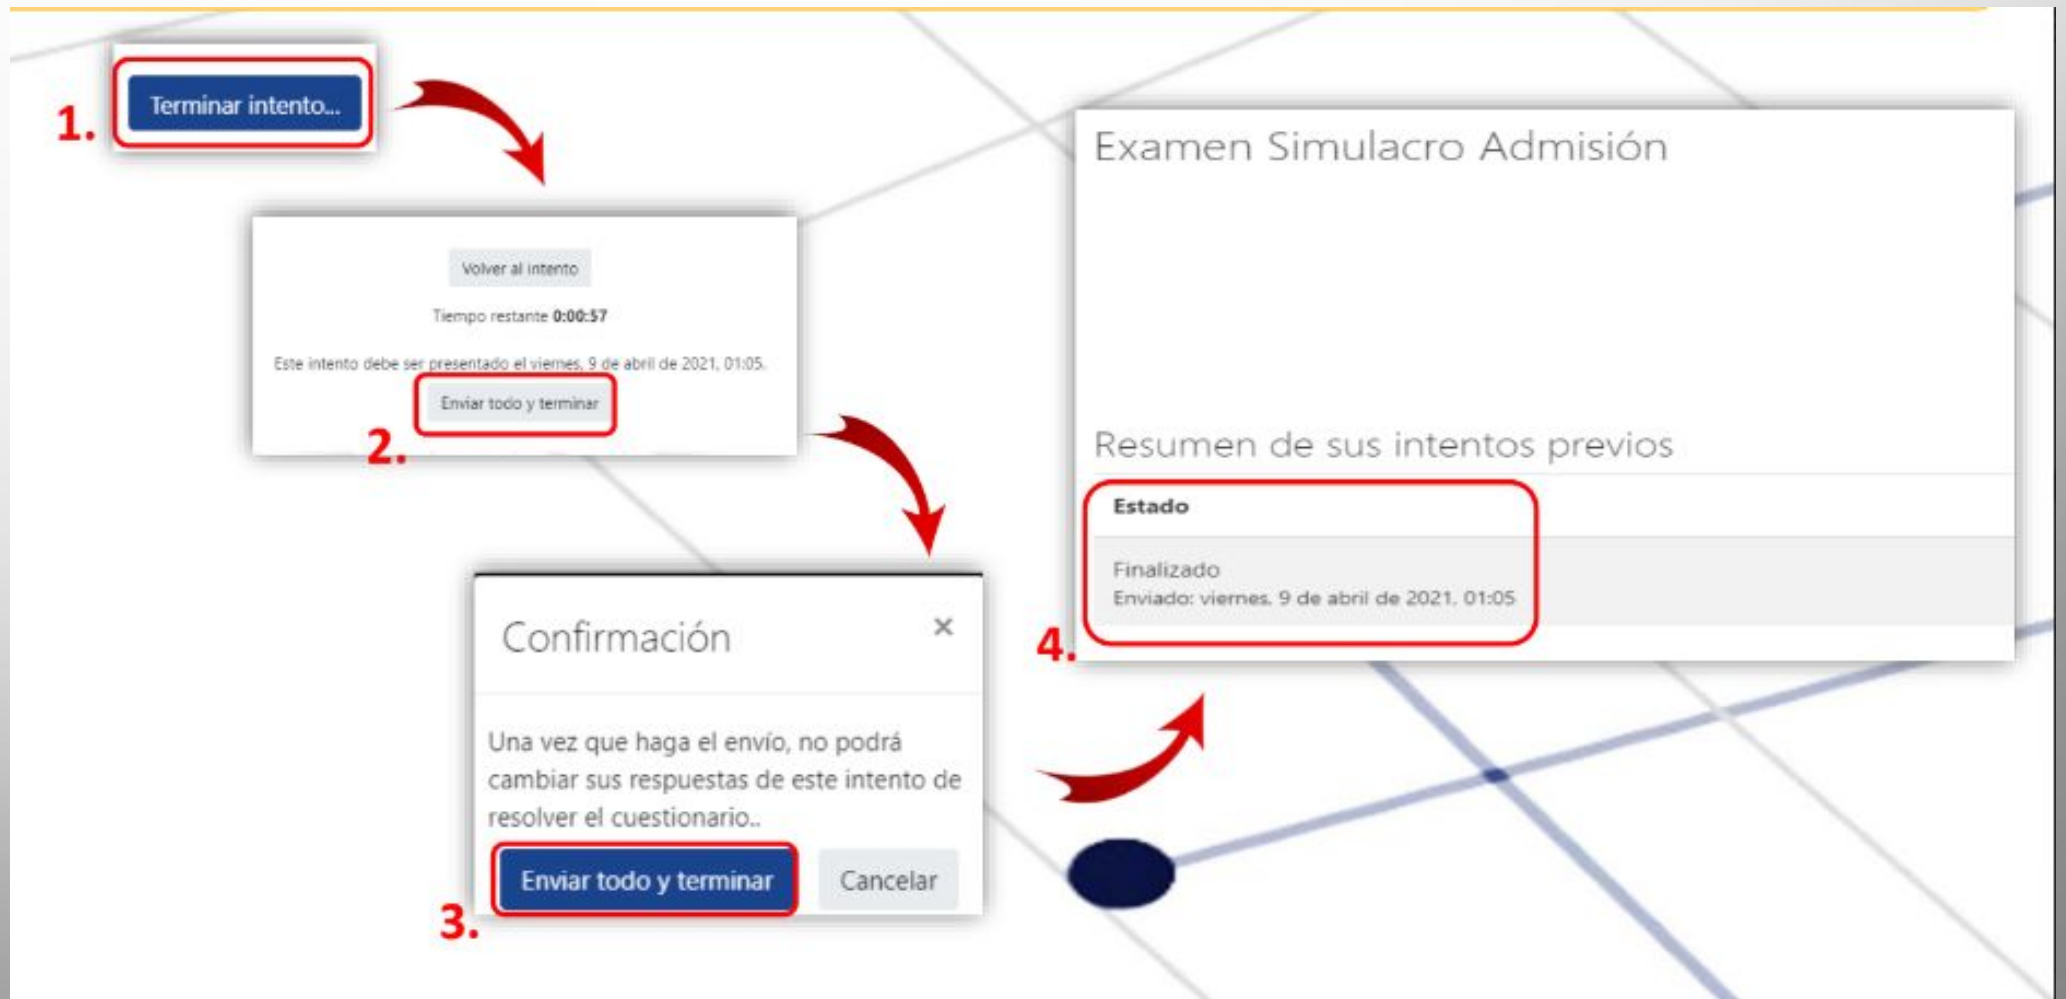 1.
Terminar intento...
Volver al intento
Tiempo restante 0:00:57
Este intento debe ser presentado el viernes, 9 de abril de 2021, 01:05.
Enviar todo y terminar
2.
Confirmación ×
Una vez que haga el envío, no podrá
cambiar sus respuestas de este intento de
resolver el cuestionario..
Enviar todo y terminar
Cancelar
3.
Examen Simulacro Admisión
Resumen de sus intentos previos
Estado
Finalizado
Enviado: viernes, 9 de abril de 2021, 01:05
4.